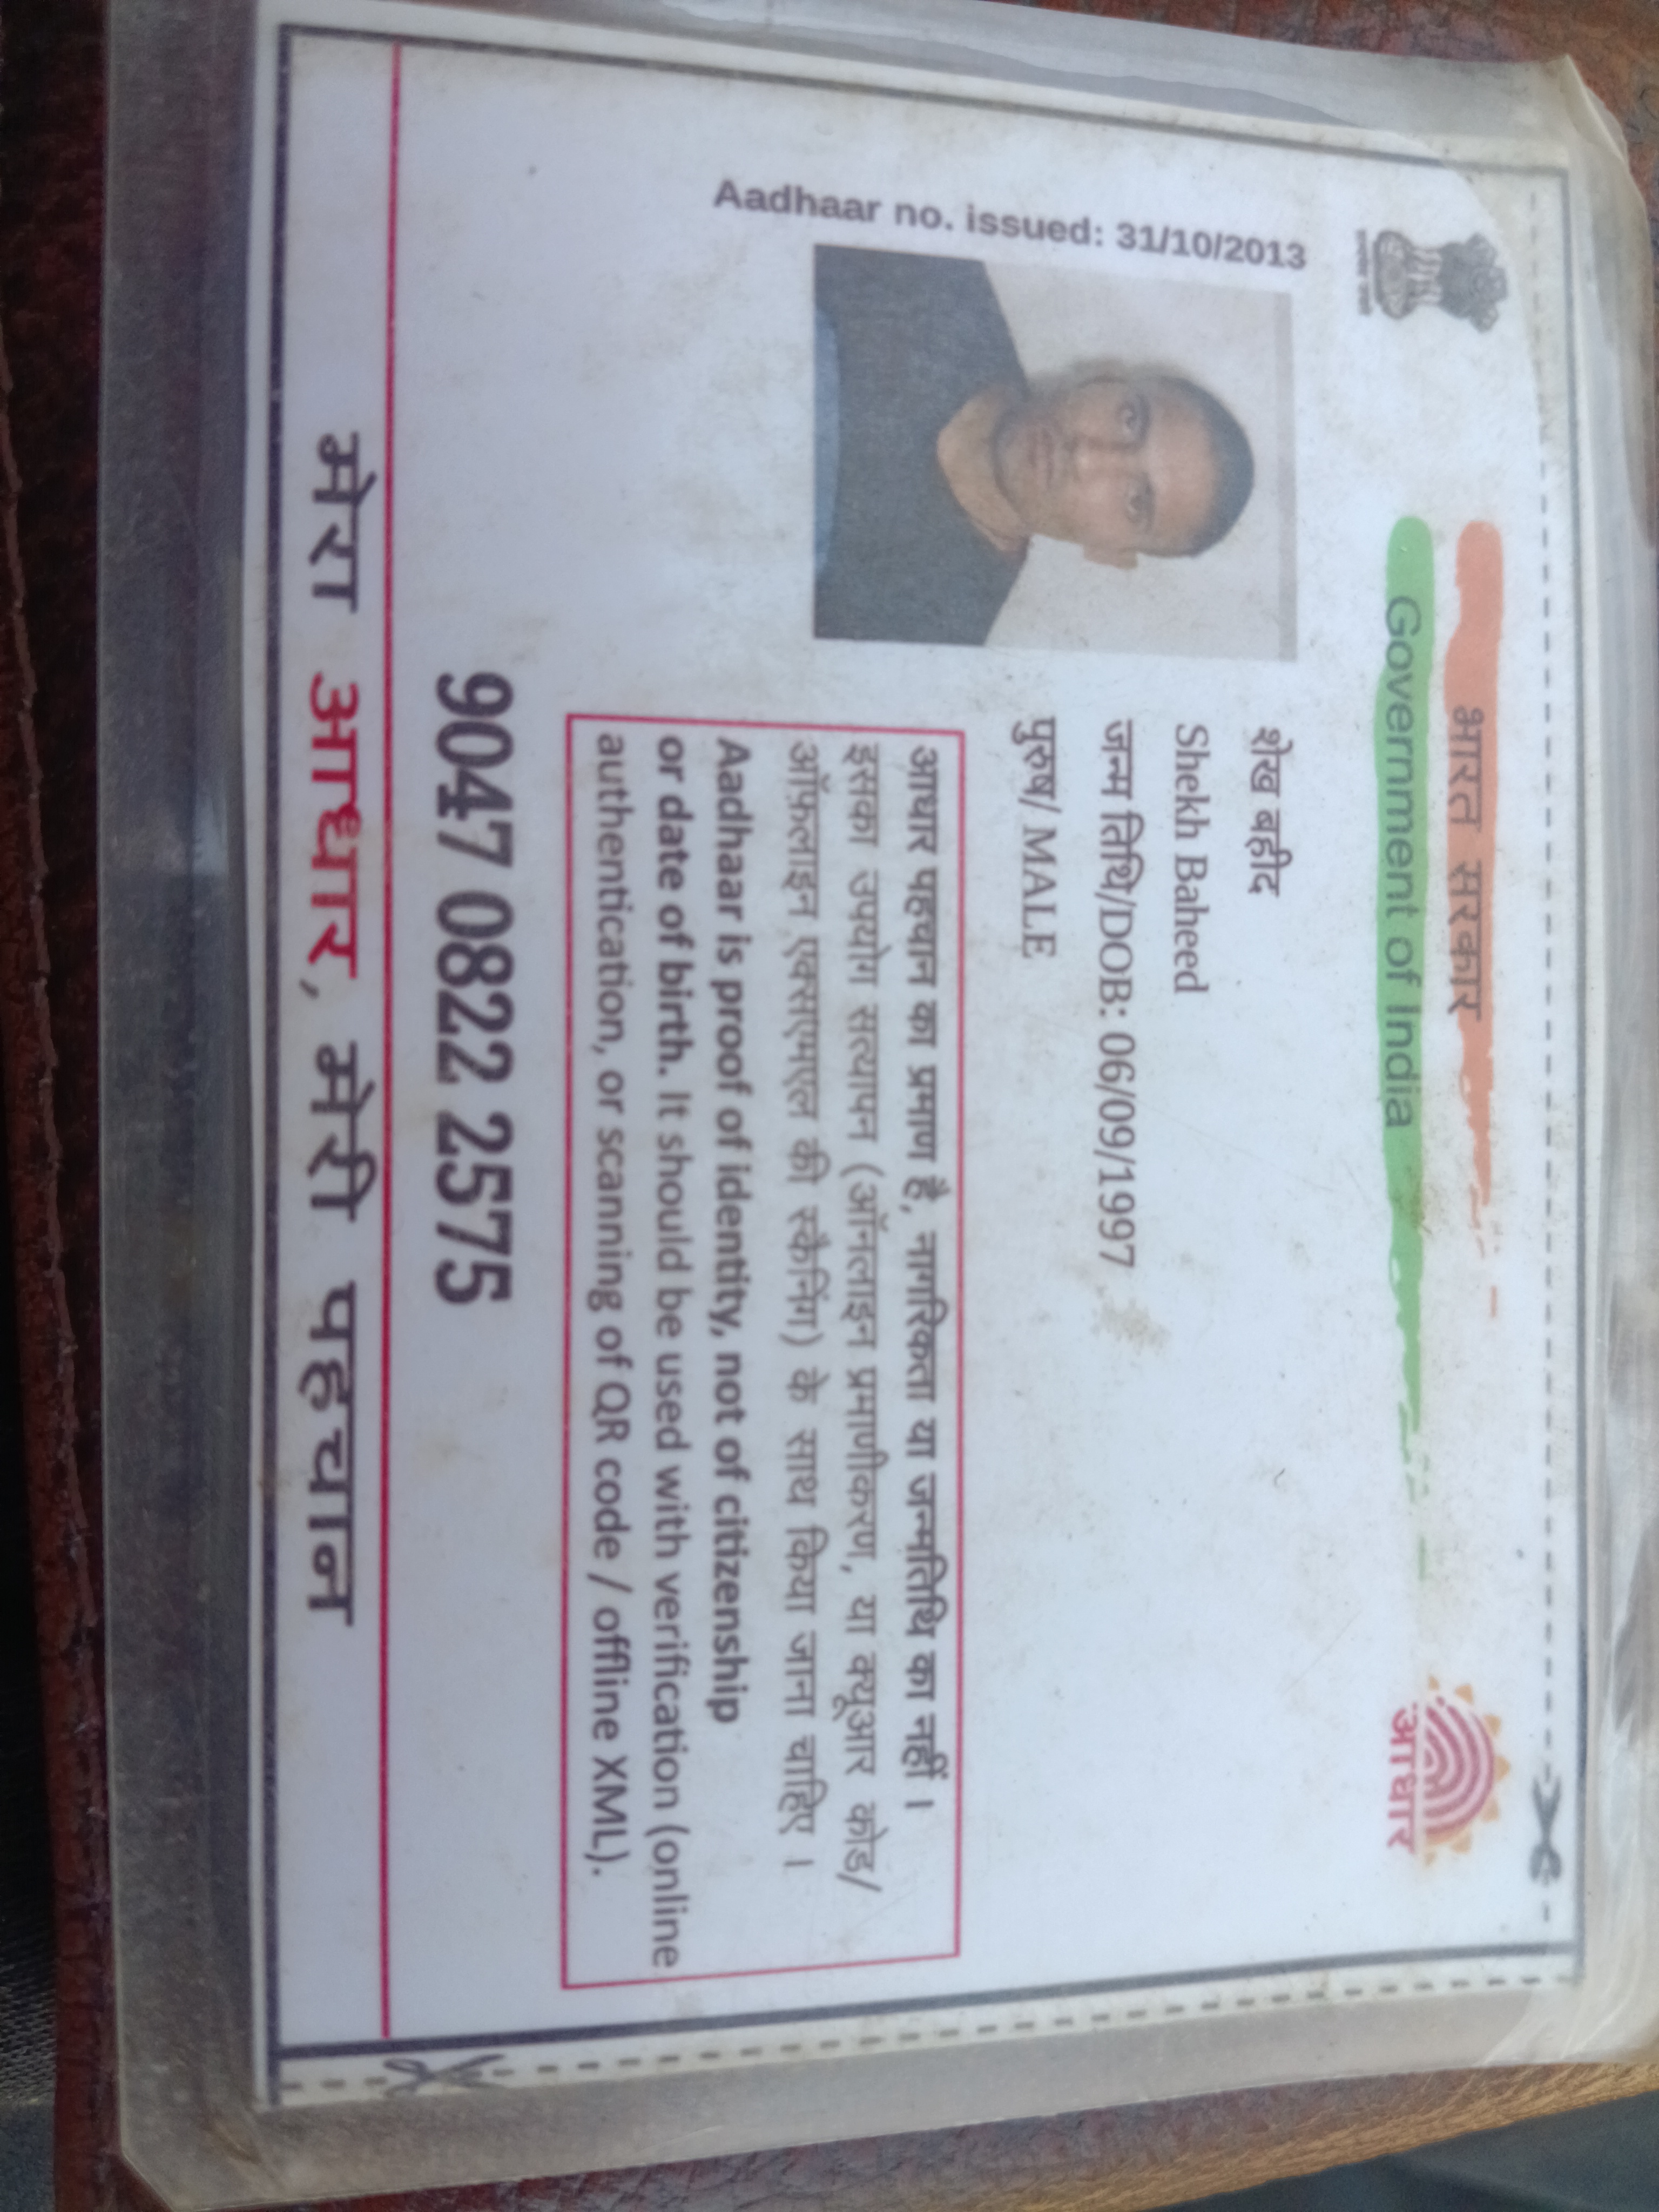 भारत सरकार
Government of India
आधार
Aadhaar no. issued: 31/10/2013
शेख बहीद
Shekh Baheed
जन्म तिथि/DOB: 06/09/1997
पुरुष/ MALE
आधार पहचान का प्रमाण है, नागरिकता या जन्मतिथि का नहीं ।
इसका उपयोग सत्यापन (ऑनलाइन प्रमाणीकरण, या क्यूआर कोड/
ऑफलाइन एक्सएमएल की स्कैनिंग) के साथ किया जाना चाहिए ।
Aadhaar is proof of identity, not of citizenship
or date of birth. It should be used with verification (online
authentication, or scanning of QR code / offline XML).
9047 0822 2575
मेरा आधार, मेरी पहचान